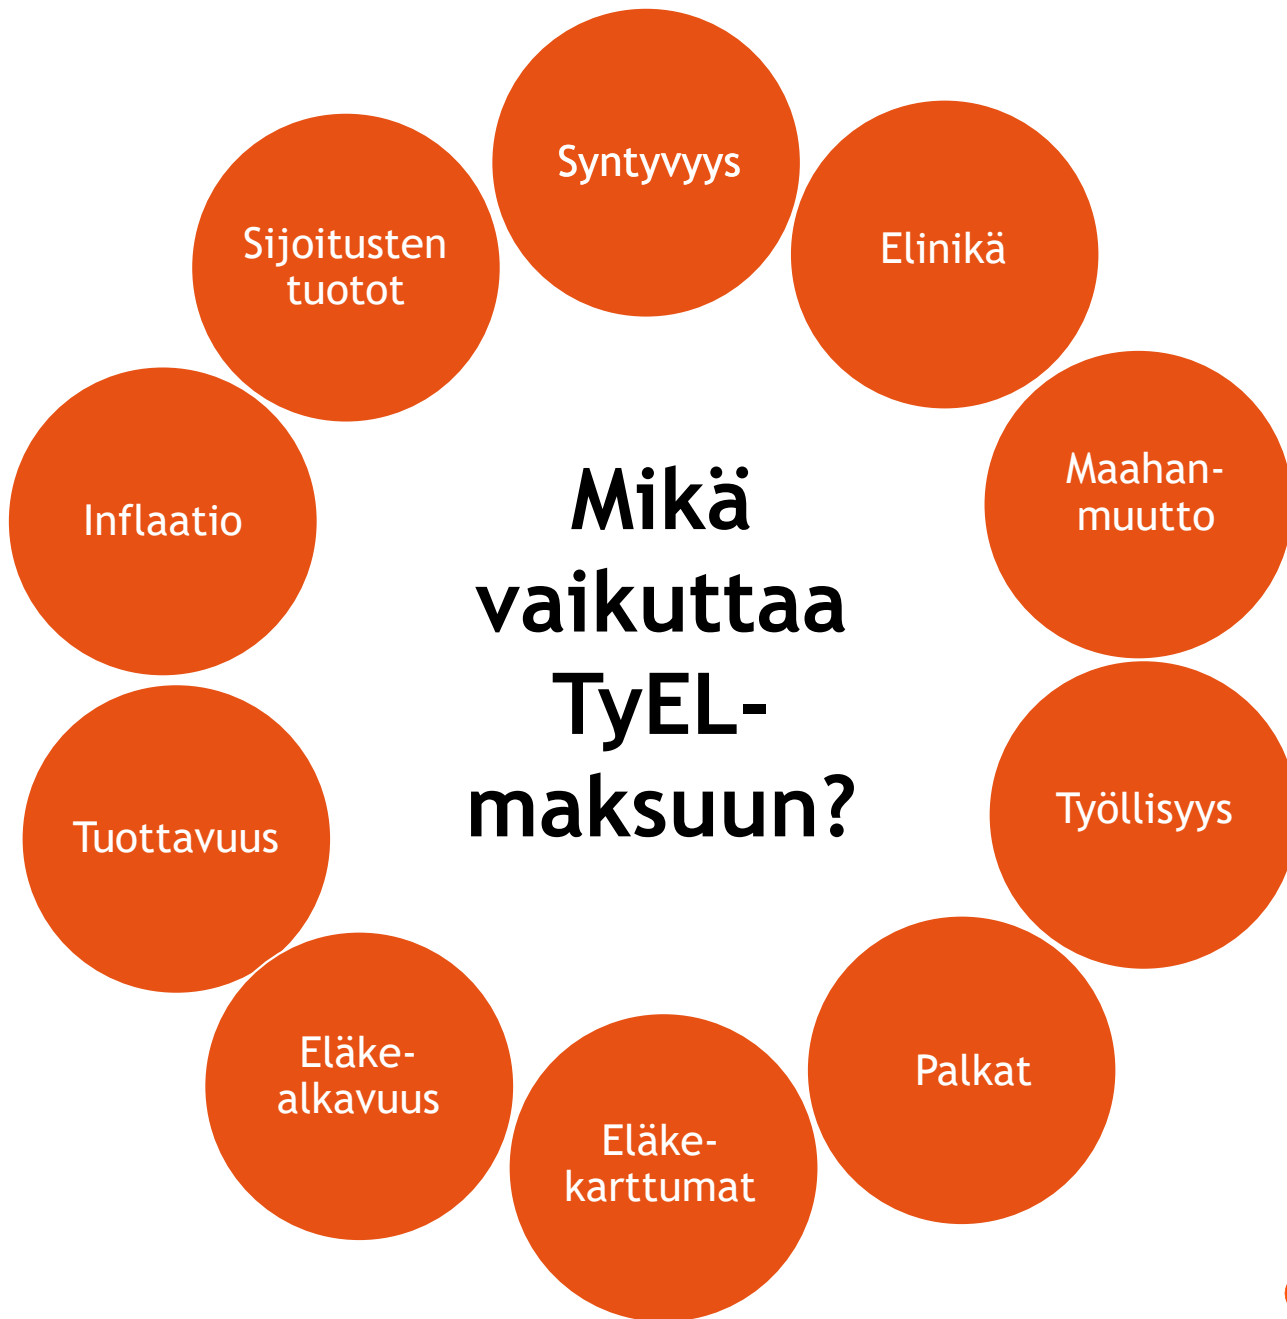 Syntyvyys
Elinikä
Maahan-
muutto
Työllisyys
Palkat
Eläke-
karttumat
Eläke-
alkavuus
Tuottavuus
Inflaatio
Sijoitusten
tuotot
Mikä
vaikuttaa
TyEL-
maksuun?